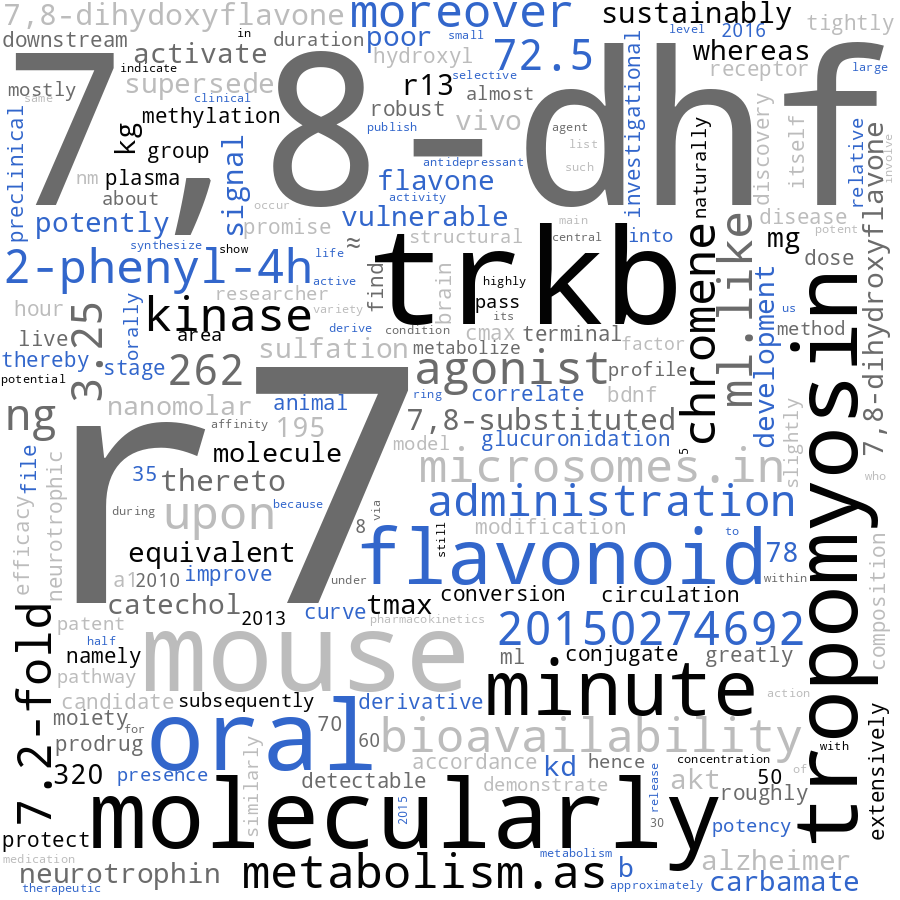 7,8-dihydoxyflavone
moreover
sustainably
tightly
downstream
in
duration
poor
small
72.5
level
2016
whereas
activate
hydroxyl
receptor
large
mostly
indicate
supersede
r13
selective
almost
same
clinical
methylation
robust
vivo
7,8-dhf
investigational
discovery
itself
relative
involve
preclinical
kg
group
signal
publish
agent
list
such
antidepressant
naturally
nm
plasma
about
flavone
activity
7,8-dihydroxyflavone
potently
occur
promise
vulnerable
main
disease
potent
synthesize
show
≈
structural
central
into
mg
2-phenyl-4h
life
active
find
trkb
brain
highly
chromene
ml.like
dose
hour
researcher
variety
pass
its
development
us
method
3.25
orally
kinase
area
derive
condition
cmax
terminal
factor
live
thereby
stage
262
sulfation
metabolize
profile
potential
agonist
tropomyosin
ng
nanomolar
animal
ring
correlate
bdnf
r7
affinity
195
7,8-substituted
molecule
model
glucuronidation
5
slightly
file
35
thereto
microsomes.in
who
efficacy
neurotrophic
during
upon
because
via
8
administration
still
modification
to
equivalent
flavonoid
78
composition
a1
2010
improve
under
within
catechol
2013
curve
tmax
conversion
circulation
patent
pharmacokinetics
20150274692
half
namely
mouse
ml
conjugate
greatly
7.2-fold
pathway
candidate
subsequently
derivative
minute
action
moiety
for
oral
70
60
bioavailability
extensively
prodrug
similarly
accordance
kd
hence
with
concentration
of
320
presence
detectable
demonstrate
release
akt
50
roughly
molecularly
2015
30
potency
protect
medication
neurotrophin
metabolism.as
metabolism
b
alzheimer
therapeutic
approximately
carbamate